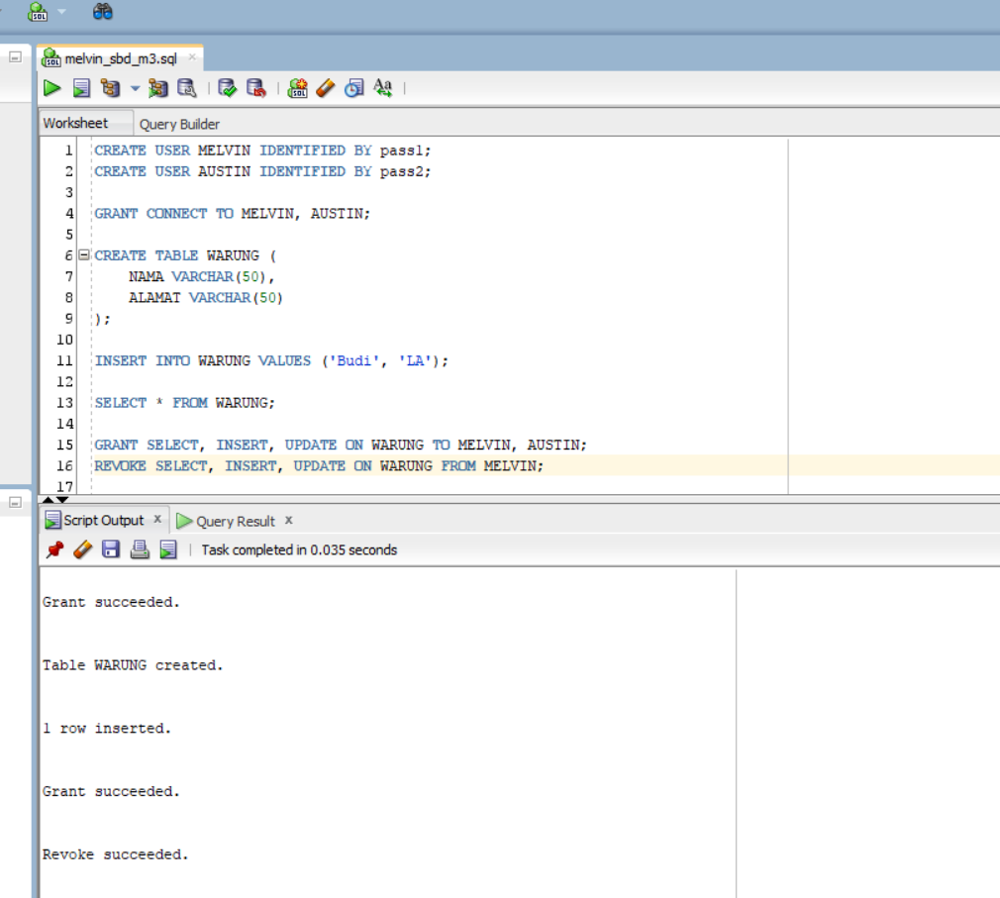 melvin_sbd_m3.sql
Worksheet Query Builder
1 CREATE USER MELVIN IDENTIFIED BY pass1;
2 CREATE USER AUSTIN IDENTIFIED BY pass2;
3
4 GRANT CONNECT TO MELVIN, AUSTIN;
5
6 CREATE TABLE WARUNG (
7 NAMA VARCHAR(50),
8 ALAMAT VARCHAR(50)
9 );
10
11 INSERT INTO WARUNG VALUES ('Budi', 'LA');
12
13 SELECT * FROM WARUNG;
14
15 GRANT SELECT, INSERT, UPDATE ON WARUNG TO MELVIN, AUSTIN;
16 REVOKE SELECT, INSERT, UPDATE ON WARUNG FROM MELVIN;
17
Script Output x Query Result x
Task completed in 0.035 seconds
Grant succeeded.
Table WARUNG created.
1 row inserted.
Grant succeeded.
Revoke succeeded.